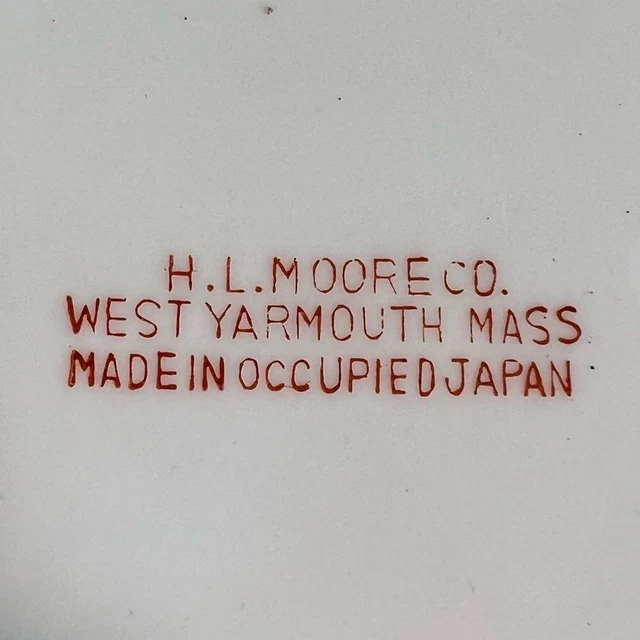 H.L.MOORE CO.
WEST YARMOUTH MASS
MADE IN OCCUPIED JAPAN